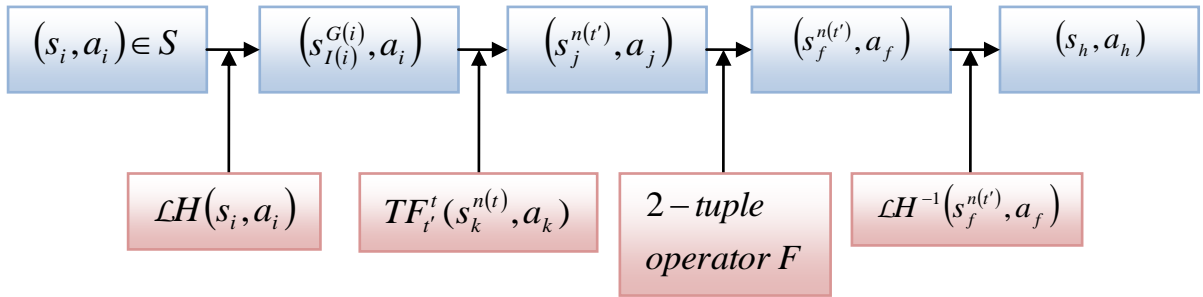 (s_i, a_i) ∈ S
(s_{I(i)}^{G(i)}, a_i)
(s_j^{n(t')}, a_j)
(s_f^{n(t')}, a_f)
(s_h, a_h)
ℒH(s_i, a_i)
TF_{t'}^t(s_k^{n(t)}, a_k)
2 − tuple
operator F
ℒH^{-1}(s_f^{n(t')}, a_f)